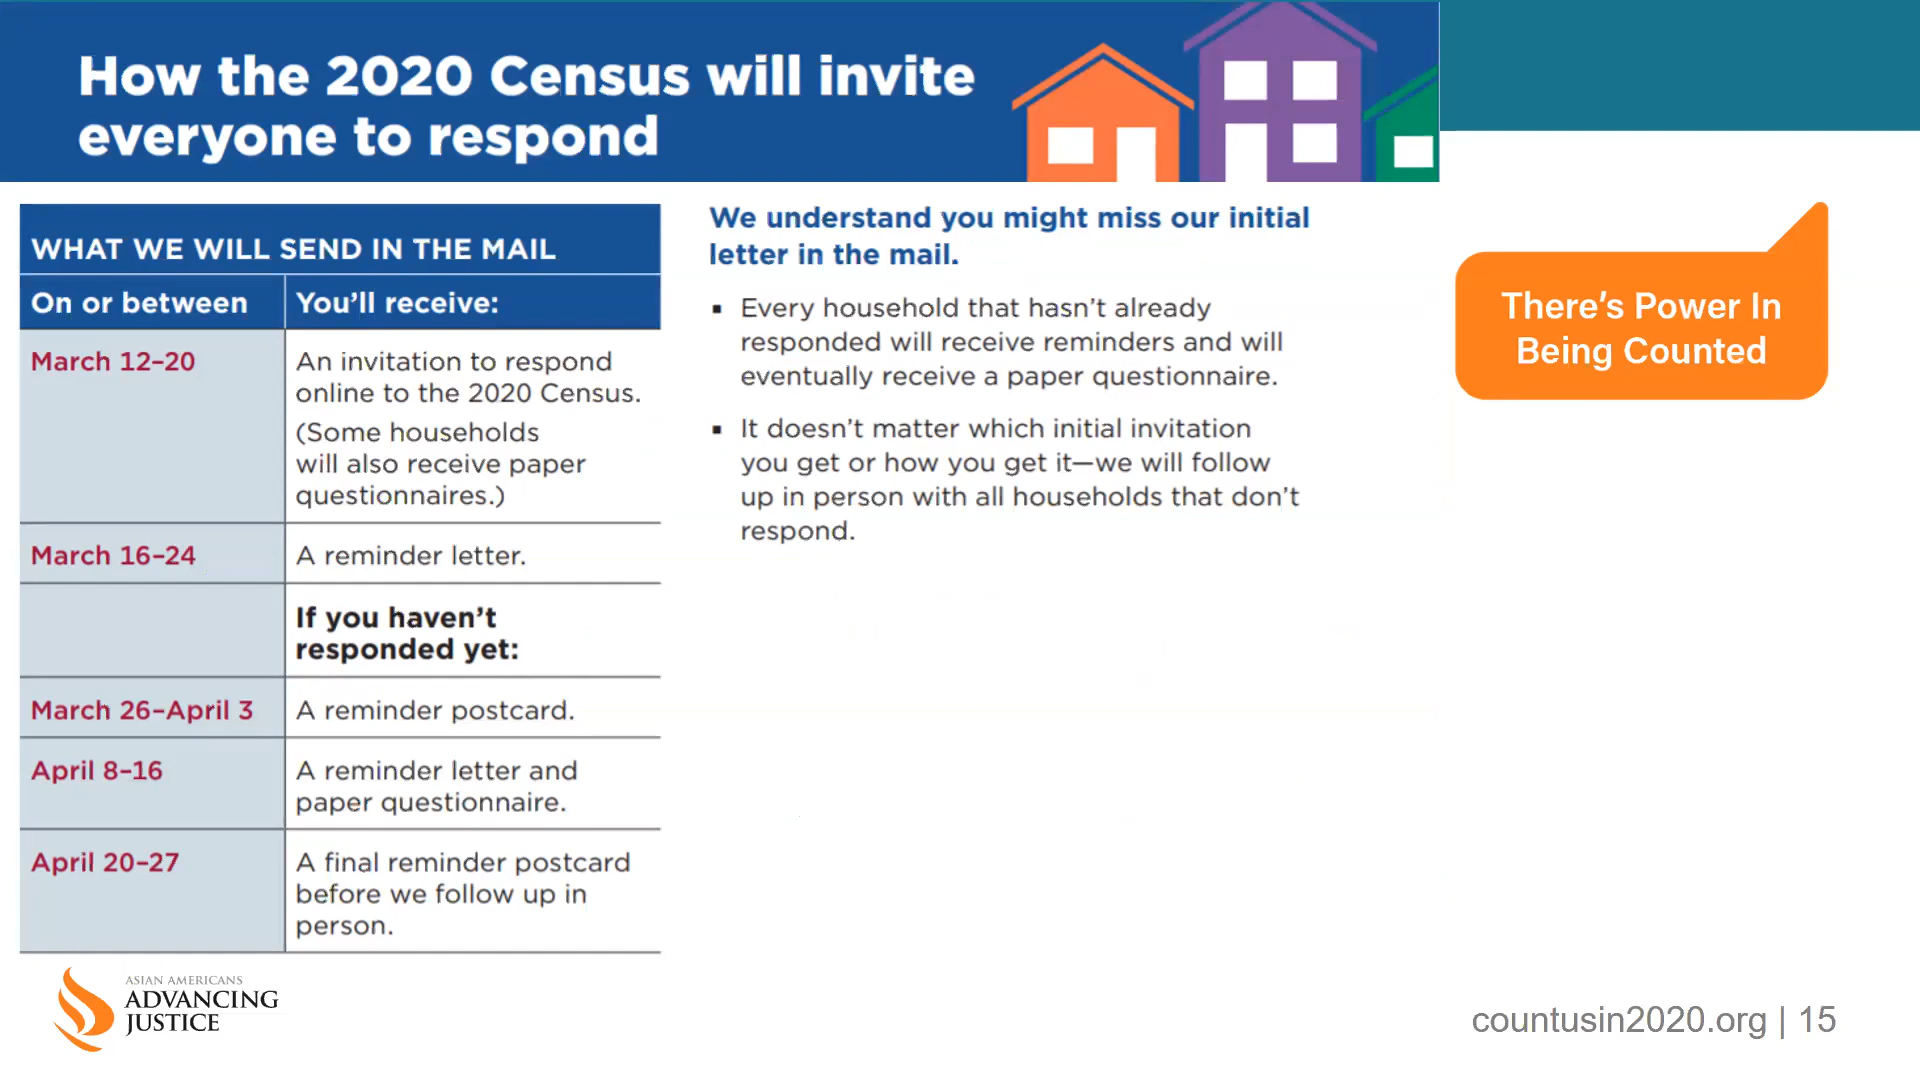 How the 2020 Census will invite
everyone to respond
WHAT WE WILL SEND IN THE MAIL
On or between
You’ll receive:
March 12–20
An invitation to respond
online to the 2020 Census.
(Some households
will also receive paper
questionnaires.)
March 16–24
A reminder letter.
If you haven’t
responded yet:
March 26–April 3
A reminder postcard.
April 8–16
A reminder letter and
paper questionnaire.
April 20–27
A final reminder postcard
before we follow up in
person.
We understand you might miss our initial
letter in the mail.
▪ Every household that hasn’t already
responded will receive reminders and will
eventually receive a paper questionnaire.
▪ It doesn’t matter which initial invitation
you get or how you get it—we will follow
up in person with all households that don’t
respond.
There’s Power In
Being Counted
ASIAN AMERICANS
ADVANCING
JUSTICE
countusin2020.org | 15